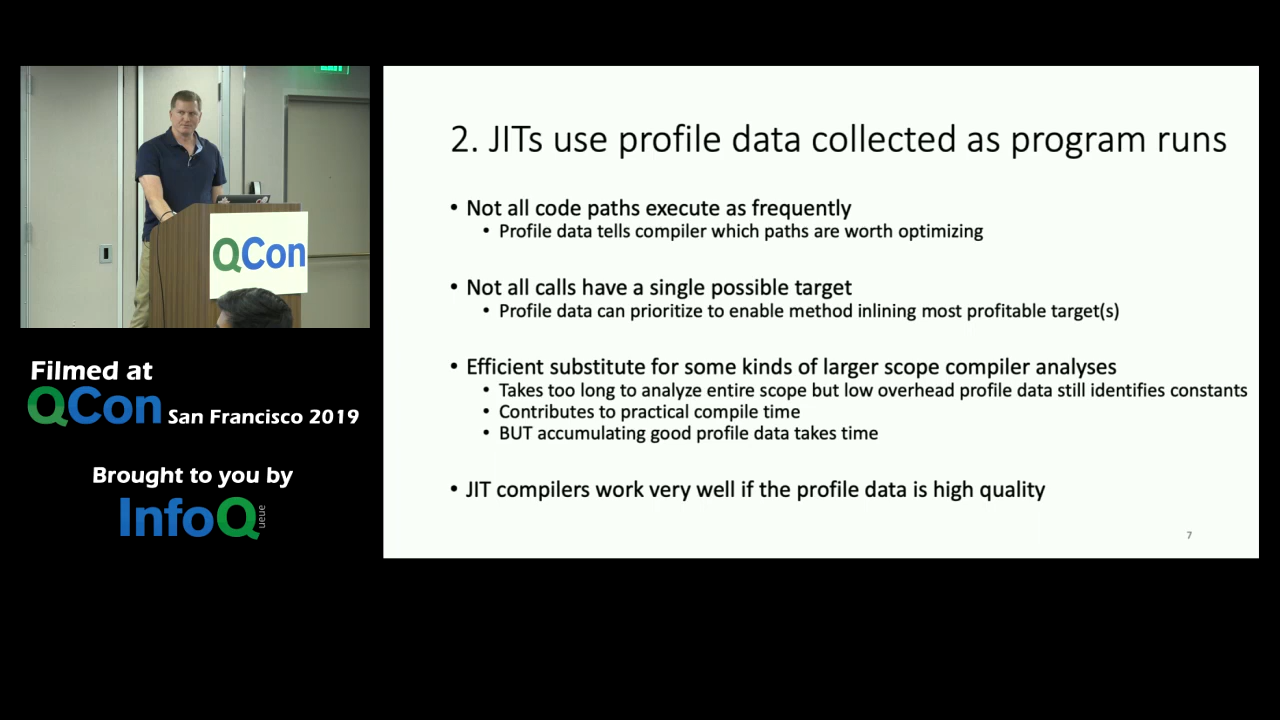 EXIT
QCon
Filmed at
QCon San Francisco 2019
Brought to you by
InfoQ
ueue
2. JITs use profile data collected as program runs
• Not all code paths execute as frequently
• Profile data tells compiler which paths are worth optimizing
• Not all calls have a single possible target
• Profile data can prioritize to enable method inlining most profitable target(s)
• Efficient substitute for some kinds of larger scope compiler analyses
• Takes too long to analyze entire scope but low overhead profile data still identifies constants
• Contributes to practical compile time
• BUT accumulating good profile data takes time
• JIT compilers work very well if the profile data is high quality
7